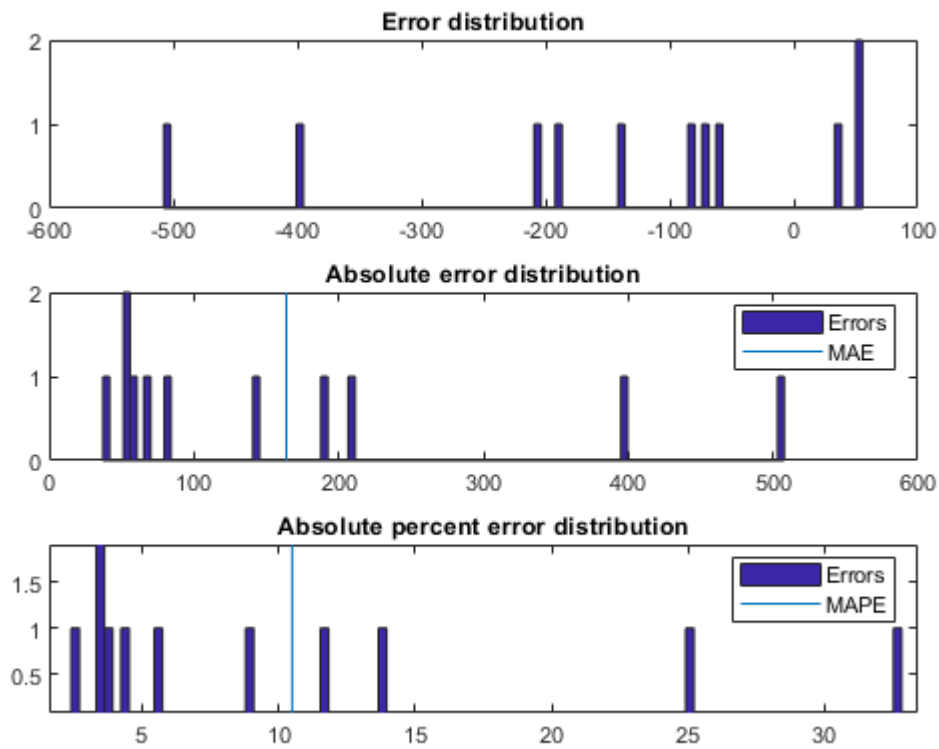 Error distribution
2
1
0
-600 -500 -400 -300 -200 -100 0 100
Absolute error distribution
2
Errors
MAE
1
0
0 100 200 300 400 500 600
Absolute percent error distribution
Errors
1.5
MAPE
1
0.5
5 10 15 20 25 30